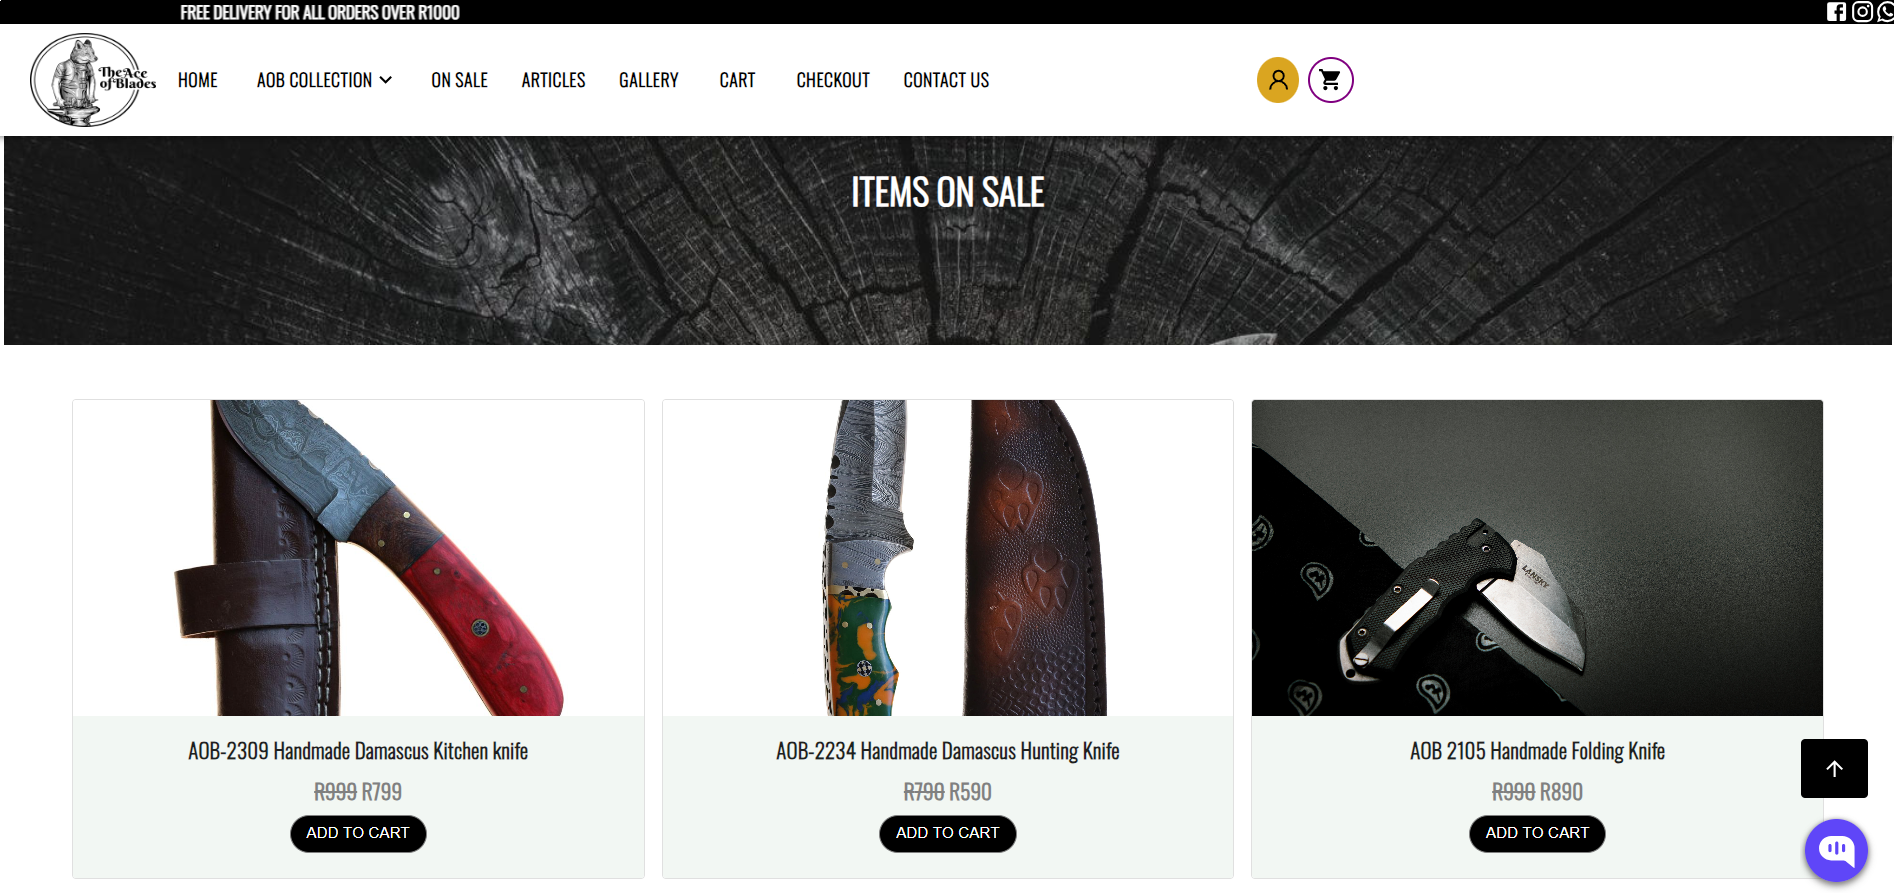 FREE DELIVERY FOR ALL ORDERS OVER R1000
The Ace
of Blades
HOME
AOB COLLECTION
ON SALE
ARTICLES
GALLERY
CART
CHECKOUT
CONTACT US
ITEMS ON SALE
LANSKY
AOB-2309 Handmade Damascus Kitchen knife
R999 R799
ADD TO CART
AOB-2234 Handmade Damascus Hunting Knife
R790 R590
ADD TO CART
AOB 2105 Handmade Folding Knife
R990 R890
ADD TO CART